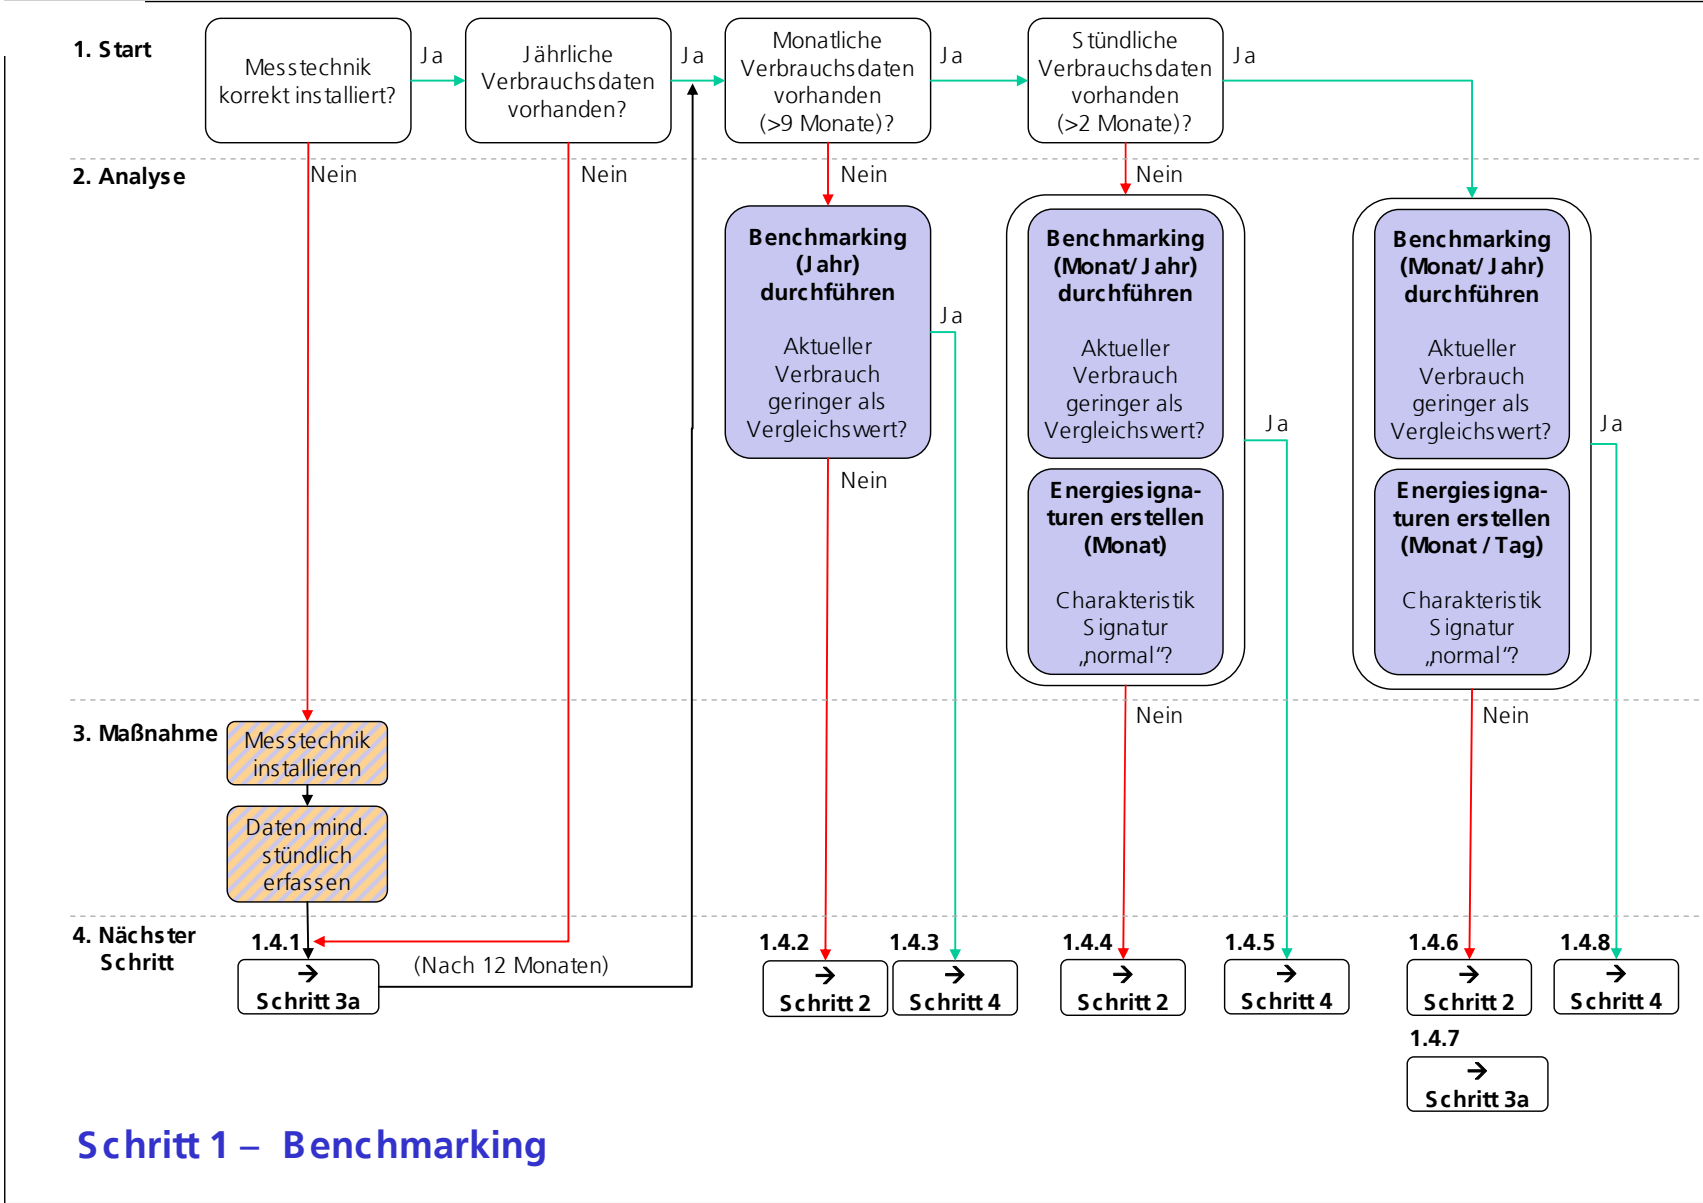 1. Start
Messtechnik
korrekt installiert?
Ja
Jährliche
Verbrauchsdaten
vorhanden?
Ja
Monatliche
Verbrauchsdaten
vorhanden
(>9 Monate)?
Ja
Stündliche
Verbrauchsdaten
vorhanden
(>2 Monate)?
Ja
2. Analyse
Nein
Nein
Nein
Nein
Benchmarking
(Jahr)
durchführen
Aktueller
Verbrauch
geringer als
Vergleichswert?
Ja
Nein
Benchmarking
(Monat/Jahr)
durchführen
Aktueller
Verbrauch
geringer als
Vergleichswert?
Energiesigna-
turen erstellen
(Monat)
Charakteristik
Signatur
„normal“?
Ja
Nein
Benchmarking
(Monat/Jahr)
durchführen
Aktueller
Verbrauch
geringer als
Vergleichswert?
Energiesigna-
turen erstellen
(Monat / Tag)
Charakteristik
Signatur
„normal“?
Ja
Nein
3. Maßnahme
Messtechnik
installieren
Daten mind.
stündlich
erfassen
4. Nächster
Schritt
1.4.1
→
Schritt 3a
(Nach 12 Monaten)
1.4.2
→
Schritt 2
1.4.3
→
Schritt 4
1.4.4
→
Schritt 2
1.4.5
→
Schritt 4
1.4.6
→
Schritt 2
1.4.8
→
Schritt 4
1.4.7
→
Schritt 3a
Schritt 1 – Benchmarking